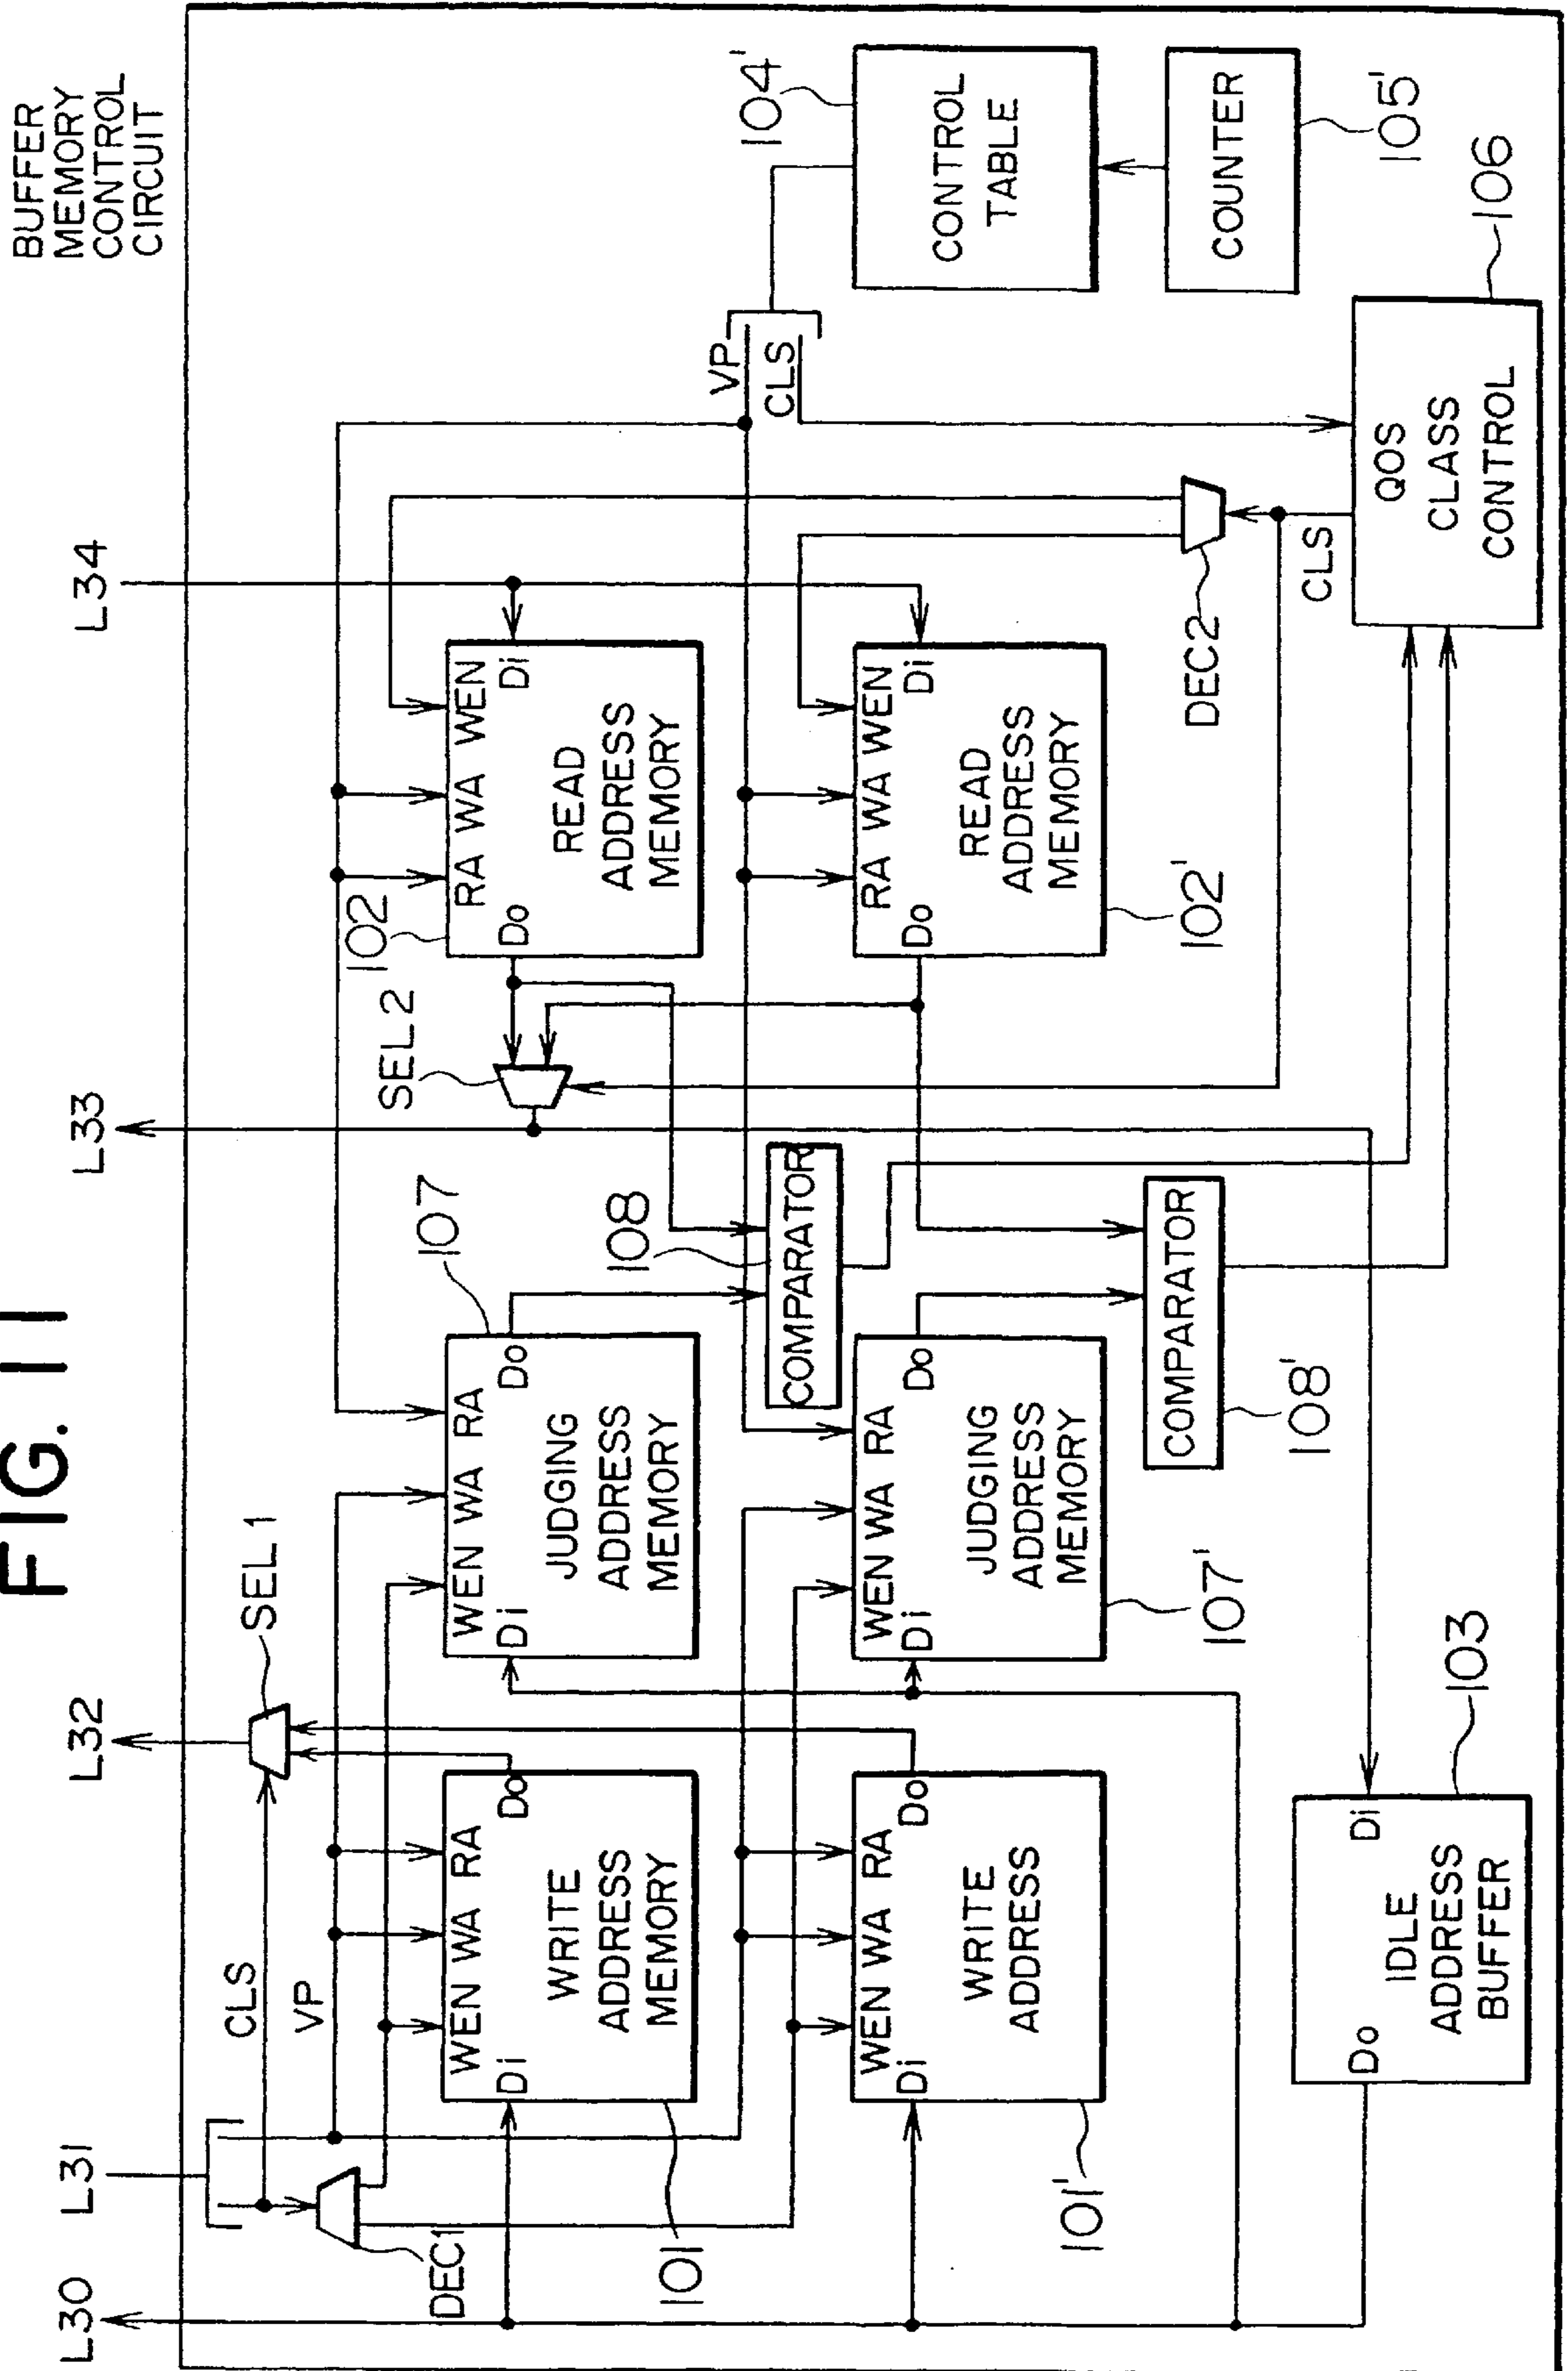 FIG. 11
BUFFER
MEMORY
CONTROL
CIRCUIT
L30
L31
L32
L33
L34
CLS
VP
DEC1
SEL1
WEN WA RA
Di
Do
WRITE
ADDRESS
MEMORY
101
WEN WA RA
Di
Do
WRITE
ADDRESS
101'
WEN WA RA
Di
Do
JUDGING
ADDRESS
MEMORY
107
WEN WA RA
Di
Do
JUDGING
ADDRESS
MEMORY
107'
COMPARATOR
108
COMPARATOR
108'
SEL2
102
RA WA WEN
Do
Di
READ
ADDRESS
MEMORY
RA WA WEN
Do
Di
READ
ADDRESS
MEMORY
102'
VP
CLS
104'
CONTROL
TABLE
COUNTER
105'
DEC2
CLS
QOS
CLASS
CONTROL
106
Do
Di
IDLE
ADDRESS
BUFFER
103